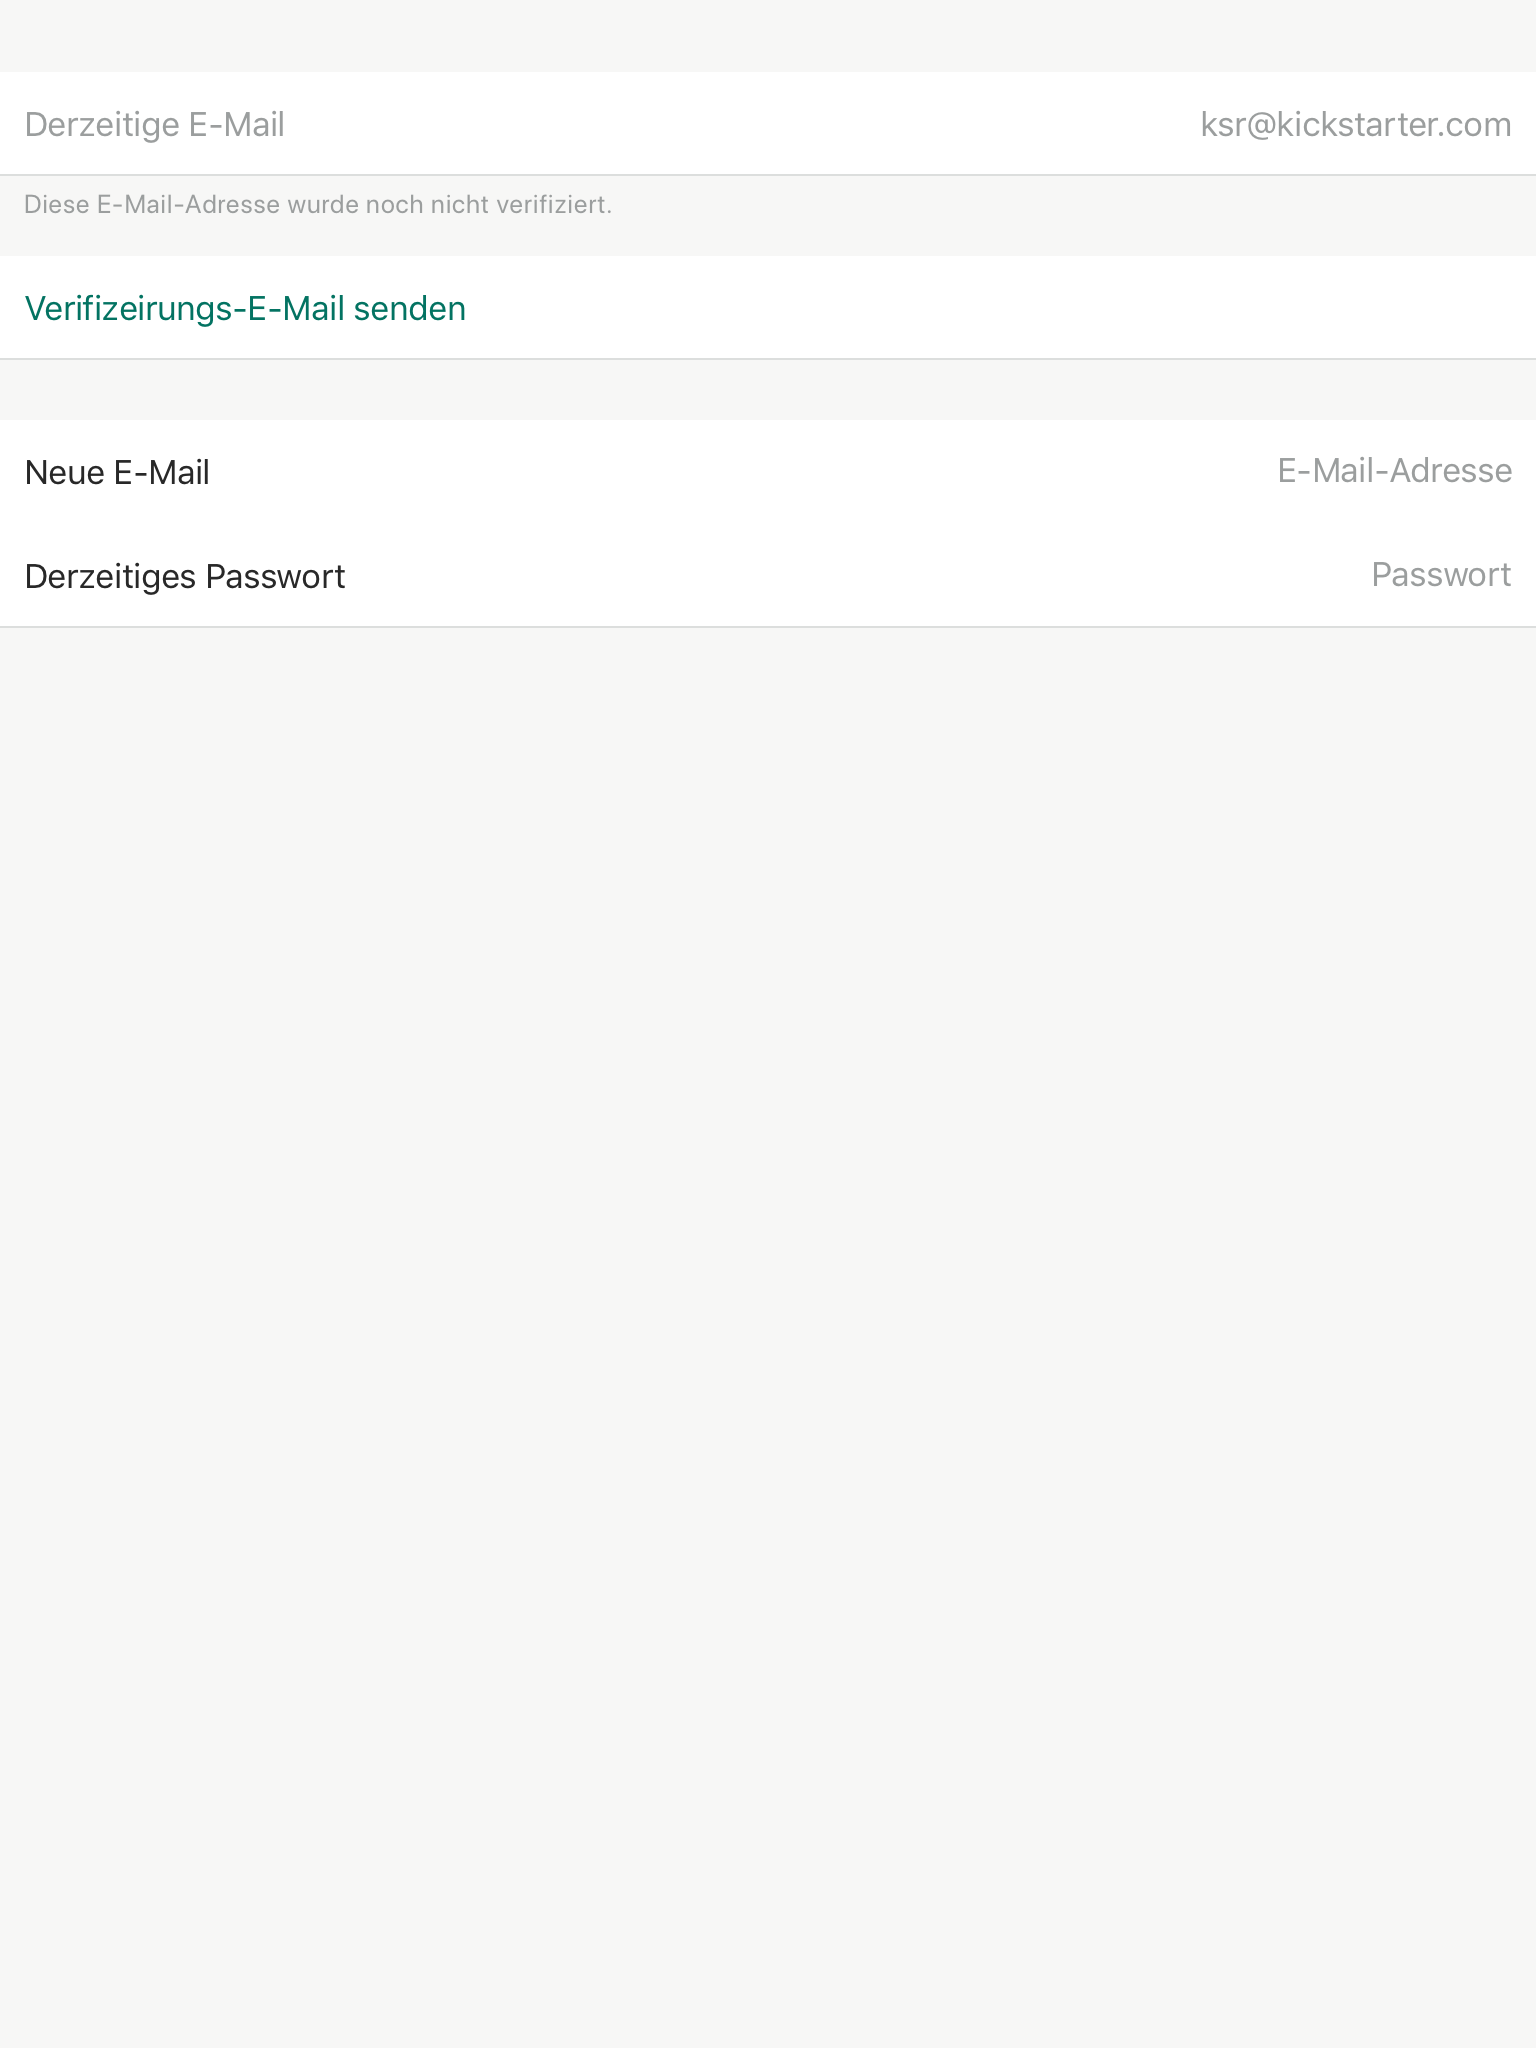 Derzeitige E-Mail ksr@kickstarter.com
Diese E-Mail-Adresse wurde noch nicht verifiziert.
Verifizeirungs-E-Mail senden
Neue E-Mail E-Mail-Adresse
Derzeitiges Passwort Passwort